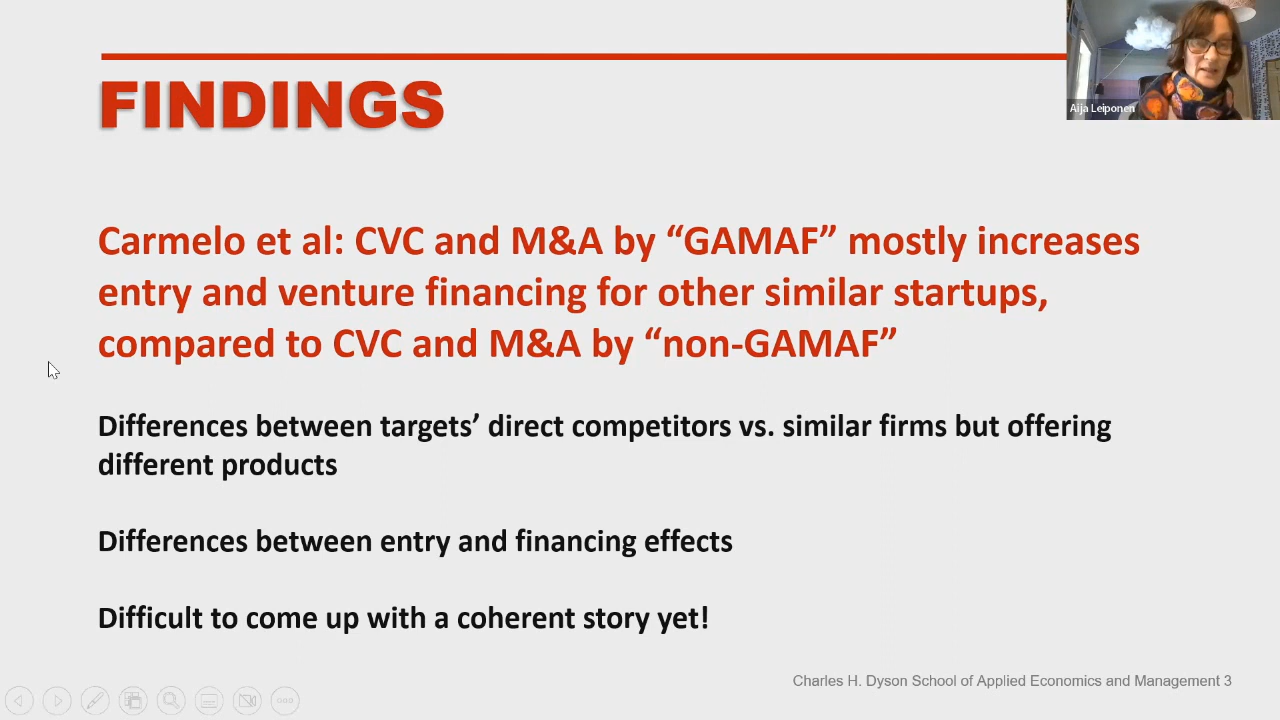 FINDINGS
Aija Leiponen
Carmelo et al: CVC and M&A by “GAMAF” mostly increases
entry and venture financing for other similar startups,
compared to CVC and M&A by “non-GAMAF”
Differences between targets’ direct competitors vs. similar firms but offering
different products
Differences between entry and financing effects
Difficult to come up with a coherent story yet!
Charles H. Dyson School of Applied Economics and Management 3